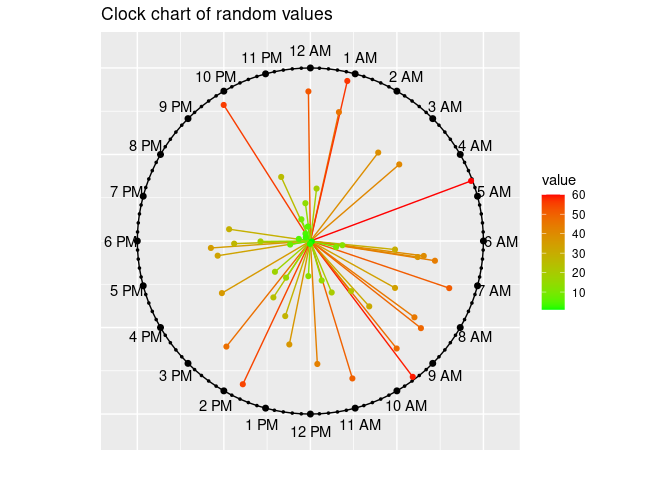 Clock chart of random values
12 AM
11 PM
1 AM
10 PM
2 AM
9 PM
3 AM
8 PM
4 AM
value
7 PM
5 AM
60
50
40
30
20
10
6 PM
6 AM
5 PM
7 AM
4 PM
8 AM
3 PM
9 AM
2 PM
10 AM
1 PM
11 AM
12 PM